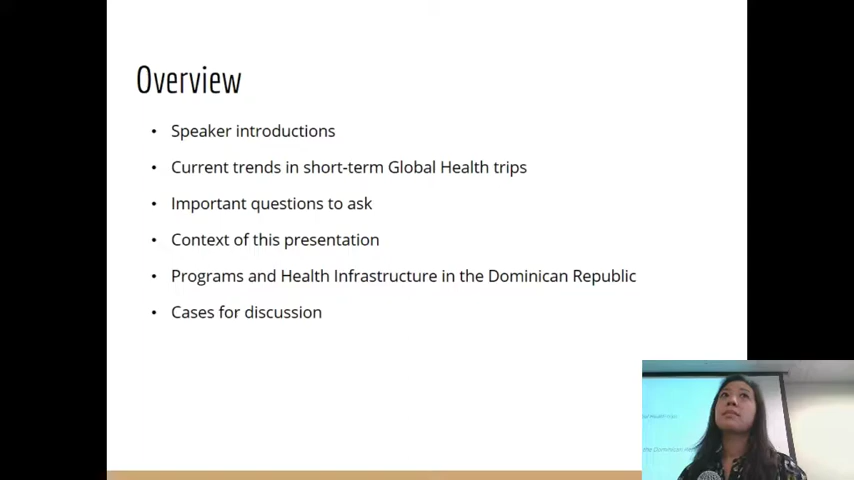 Overview
• Speaker introductions
• Current trends in short-term Global Health trips
• Important questions to ask
• Context of this presentation
• Programs and Health Infrastructure in the Dominican Republic
• Cases for discussion